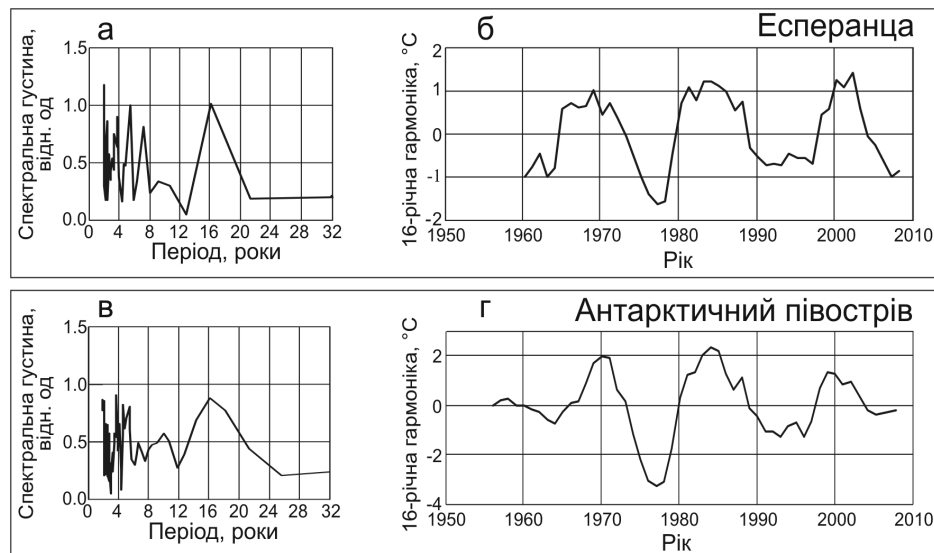 а
Спектральна густина,
відн. од
1.5
1.0
0.5
0.0
0 4 8 12 16 20 24 28 32
Період, роки
б
Есперанца
16-річна гармоніка, °C
2
1
0
-1
-2
1950 1960 1970 1980 1990 2000 2010
Рік
в
Спектральна густина,
відн. од
1.5
1.0
0.5
0.0
0 4 8 12 16 20 24 28 32
Період, роки
г
Антарктичний півострів
16-річна гармоніка, °C
2
0
-2
-4
1950 1960 1970 1980 1990 2000 2010
Рік